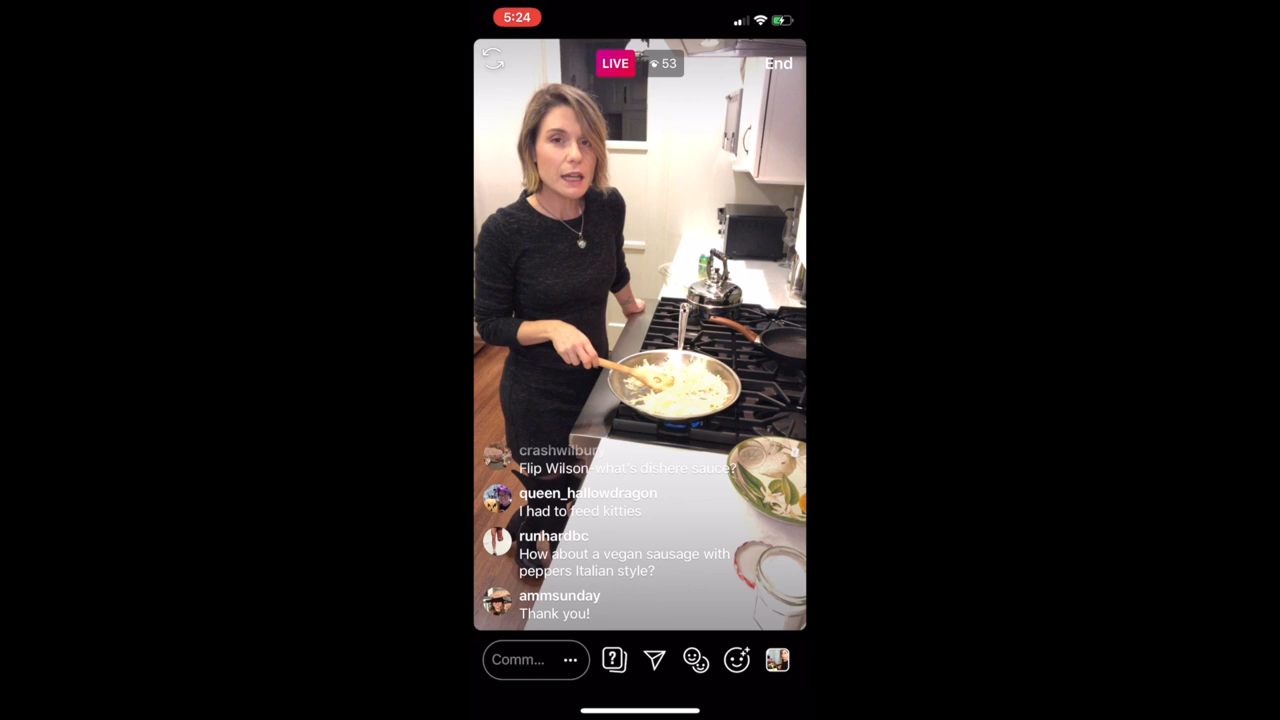 5:24
LIVE
53
End
crashwilbury
Flip Wilson-what's dishere sauce?
queen_hallowdragon
I had to feed kitties
runhardbc
How about a vegan sausage with
peppers Italian style?
ammsunday
Thank you!
Comm...